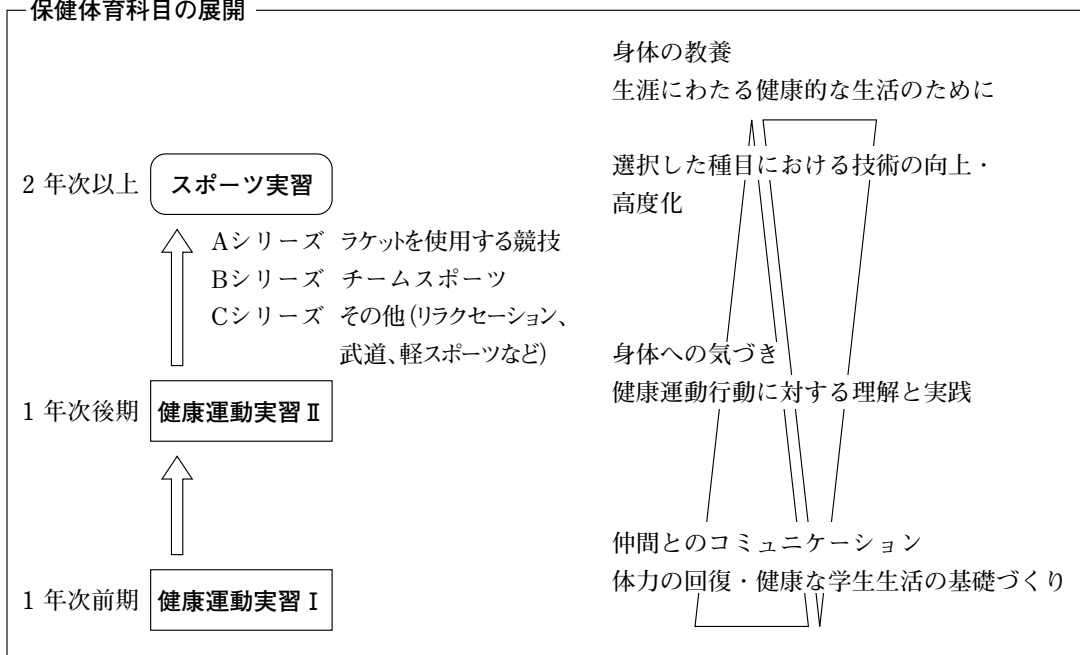 保健体育科目の展開
身体の教養
生涯にわたる健康的な生活のために
選択した種目における技術の向上・
高度化
2 年次以上
スポーツ実習
Aシリーズ ラケットを使用する競技
Bシリーズ チームスポーツ
Cシリーズ その他(リラクセーション、
武道、軽スポーツなど)
身体への気づき
健康運動行動に対する理解と実践
1 年次後期
健康運動実習Ⅱ
仲間とのコミュニケーション
体力の回復・健康な学生生活の基礎づくり
1 年次前期
健康運動実習Ⅰ